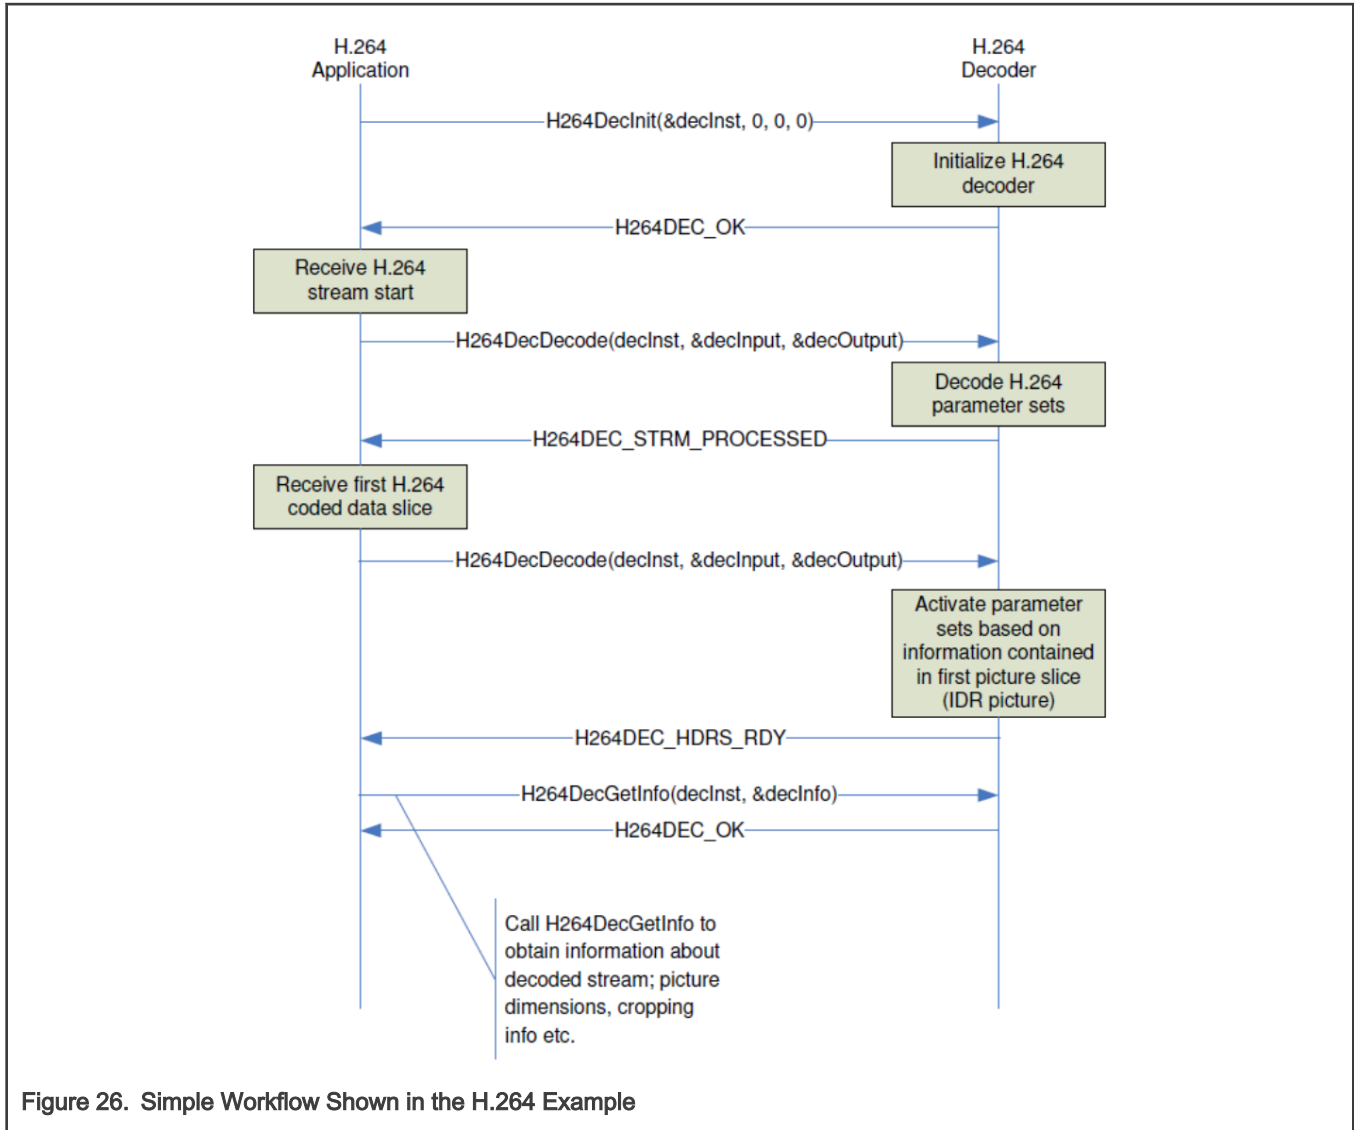 H.264
Application
H.264
Decoder
H264DecInit(&decInst, 0, 0, 0)
Initialize H.264
decoder
H264DEC_OK
Receive H.264
stream start
H264DecDecode(decInst, &decInput, &decOutput)
Decode H.264
parameter sets
H264DEC_STRM_PROCESSED
Receive first H.264
coded data slice
H264DecDecode(decInst, &decInput, &decOutput)
Activate parameter
sets based on
information contained
in first picture slice
(IDR picture)
H264DEC_HDRS_RDY
H264DecGetInfo(decInst, &decInfo)
H264DEC_OK
Call H264DecGetInfo to
obtain information about
decoded stream; picture
dimensions, cropping
info etc.
Figure 26. Simple Workflow Shown in the H.264 Example